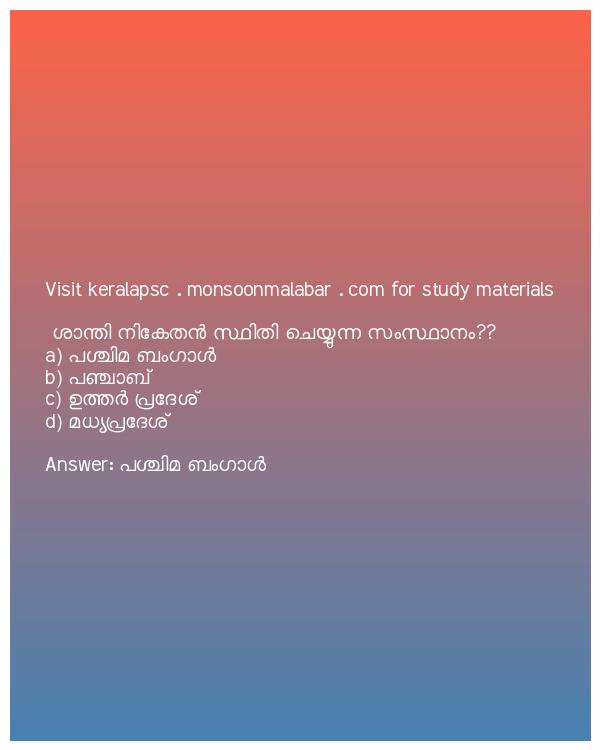 Visit keralapsc . monsoonmalabar . com for study materials
ശാന്തി നികേതൻ സ്ഥിതി ചെയ്യുന്ന സംസ്ഥാനം??
a) പശ്ചിമ ബംഗാൾ
b) പഞ്ചാബ്
c) ഉത്തർ പ്രദേശ്
d) മധ്യപ്രദേശ്
Answer: പശ്ചിമ ബംഗാൾ